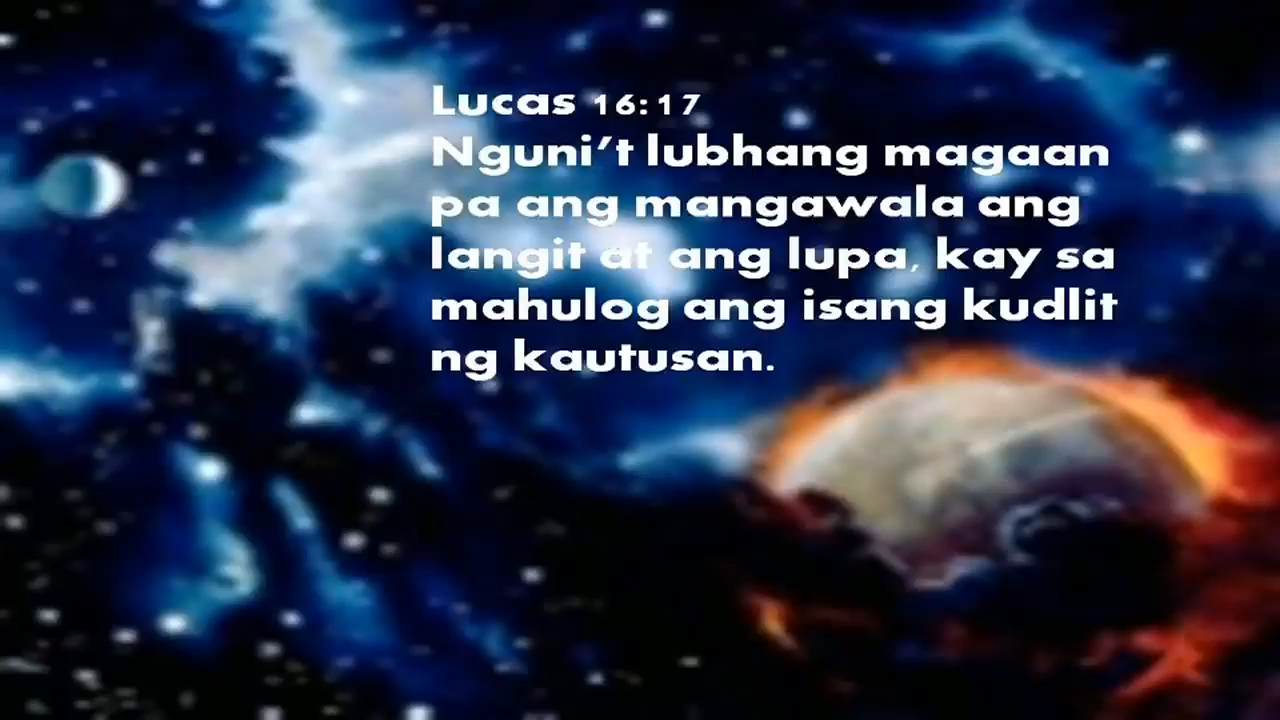 Lucas 16:17
Nguni't lubhang magaan
pa ang mangawala ang
langit at ang lupa, kay sa
mahulog ang isang kudlit
ng kautusan.